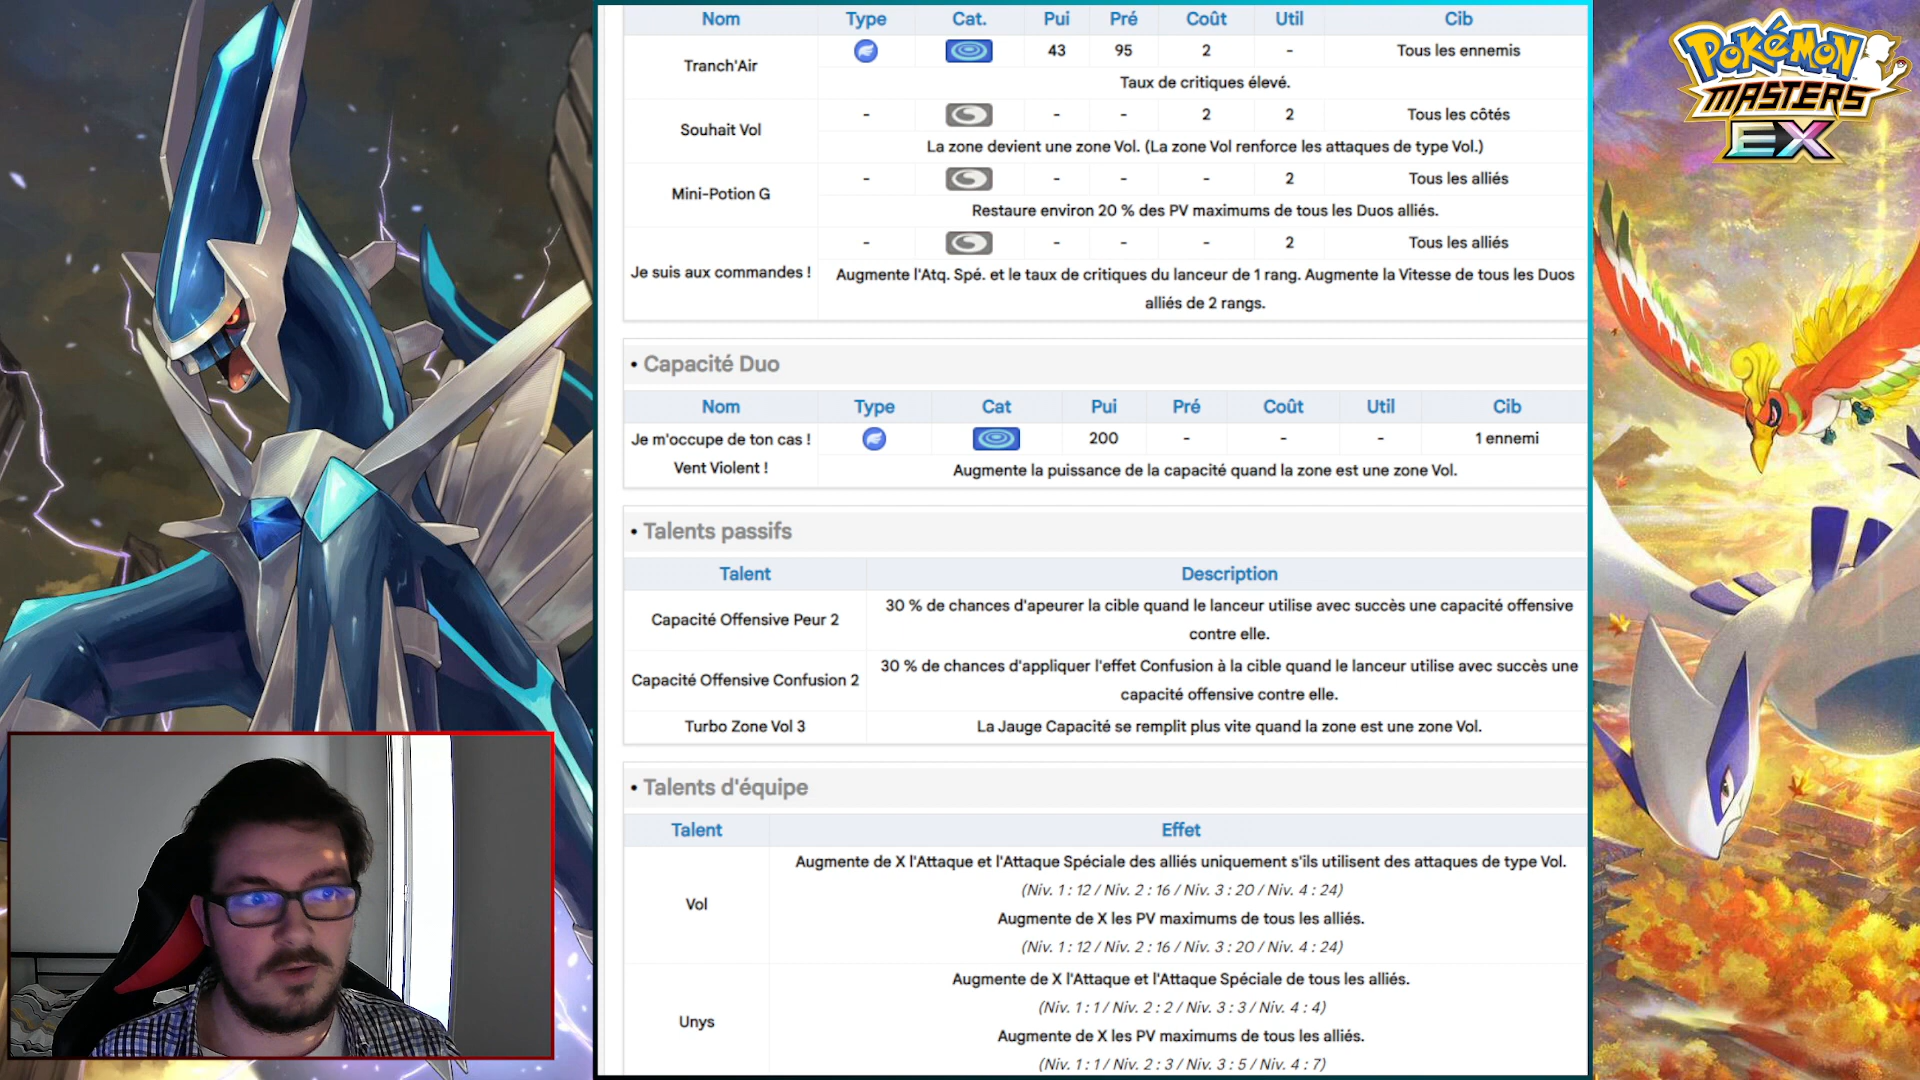 Nom Type Cat. Pui Pré Coût Util Cib
Tranch'Air 43 95 2 - Tous les ennemis
Taux de critiques élevé.
Souhait Vol - - - 2 2 Tous les côtés
La zone devient une zone Vol. (La zone Vol renforce les attaques de type Vol.)
Mini-Potion G - - - - 2 Tous les alliés
Restaure environ 20 % des PV maximums de tous les Duos alliés.
Je suis aux commandes ! - - - - 2 Tous les alliés
Augmente l'Atq. Spé. et le taux de critiques du lanceur de 1 rang. Augmente la Vitesse de tous les Duos
alliés de 2 rangs.
• Capacité Duo
Nom Type Cat Pui Pré Coût Util Cib
Je m'occupe de ton cas ! 200 - - - 1 ennemi
Vent Violent !
Augmente la puissance de la capacité quand la zone est une zone Vol.
• Talents passifs
Talent Description
Capacité Offensive Peur 2
30 % de chances d'apeurer la cible quand le lanceur utilise avec succès une capacité offensive
contre elle.
Capacité Offensive Confusion 2
30 % de chances d'appliquer l'effet Confusion à la cible quand le lanceur utilise avec succès une
capacité offensive contre elle.
Turbo Zone Vol 3 La Jauge Capacité se remplit plus vite quand la zone est une zone Vol.
• Talents d'équipe
Talent Effet
Vol
Augmente de X l'Attaque et l'Attaque Spéciale des alliés uniquement s'ils utilisent des attaques de type Vol.
(Niv. 1 : 12 / Niv. 2 : 16 / Niv. 3 : 20 / Niv. 4 : 24)
Augmente de X les PV maximums de tous les alliés.
(Niv. 1 : 12 / Niv. 2 : 16 / Niv. 3 : 20 / Niv. 4 : 24)
Unys
Augmente de X l'Attaque et l'Attaque Spéciale de tous les alliés.
(Niv. 1 : 1 / Niv. 2 : 2 / Niv. 3 : 3 / Niv. 4 : 4)
Augmente de X les PV maximums de tous les alliés.
(Niv. 1 : 1 / Niv. 2 : 3 / Niv. 3 : 5 / Niv. 4 : 7)
POKéMON
MASTERS
EX